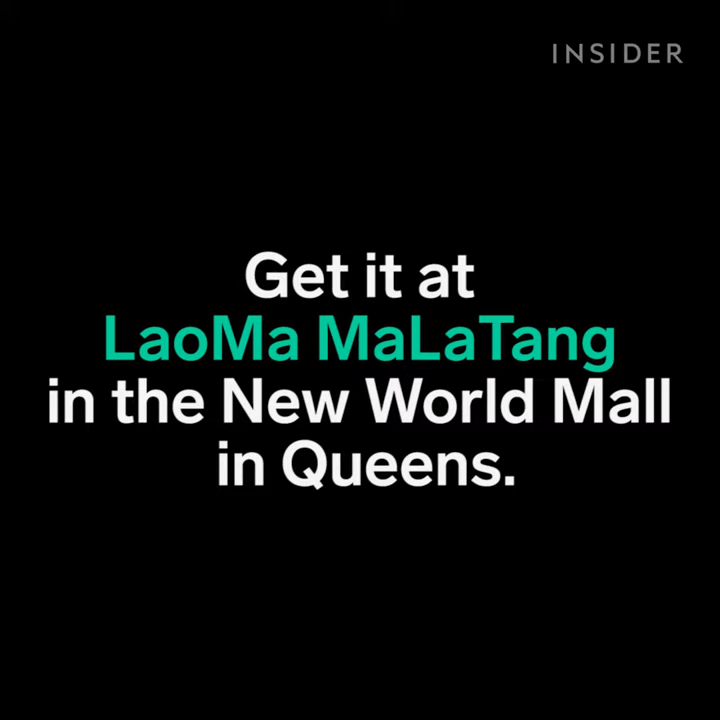 INSIDER
Get it at
LaoMa MaLaTang
in the New World Mall
in Queens.